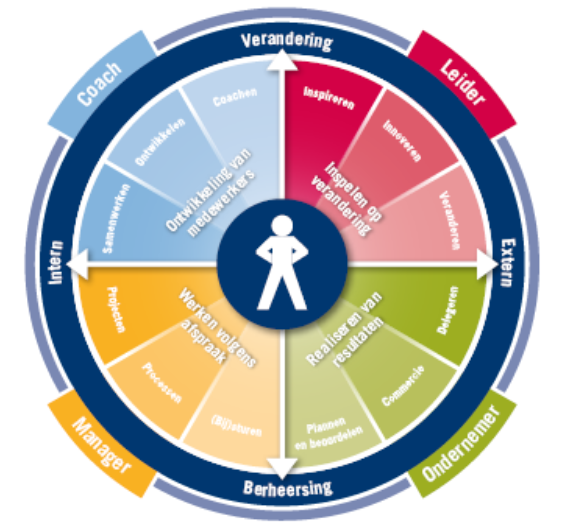 Verandering
Coach
Leider
Coachen
Inspireren
Ontwikkelen
Innoveren
Samenwerken
Ontwikkeling van
medewerkers
Inspelen op
verandering
Veranderen
Intern
Extern
Projecten
Werken volgens
afspraak
Realiseren van
resultaten
Delegeren
Processen
Commercie
(Bij)sturen
Plannen
en beoordelen
Manager
Ondernemer
Berheersing